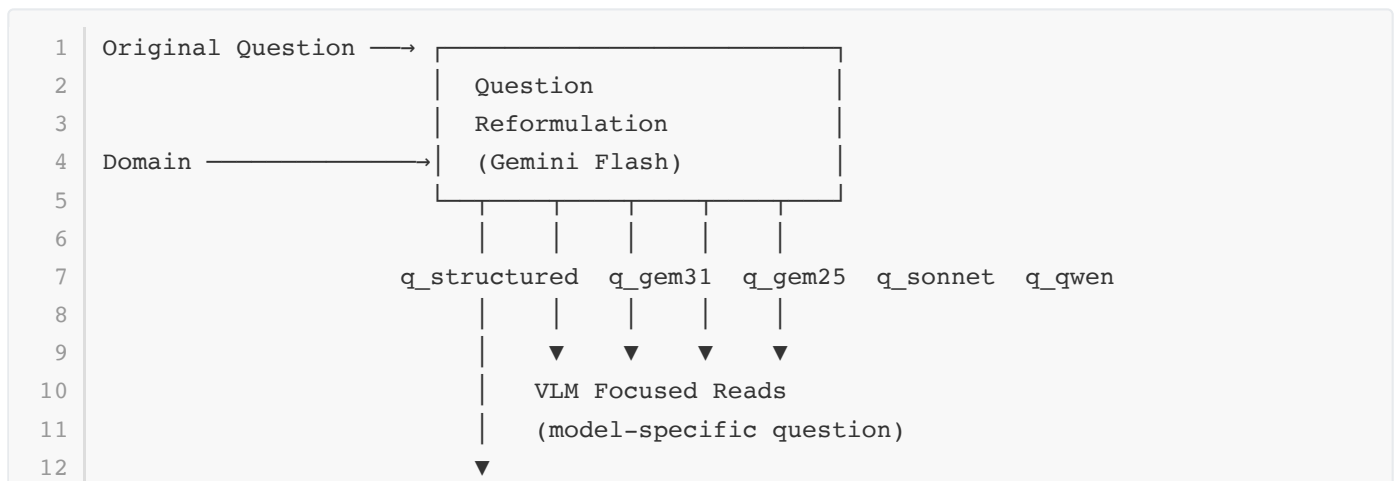 1 Original Question ──→ ┌──────────────────────────┐
2 │ Question │
3 │ Reformulation │
4 Domain ──────────────→│ (Gemini Flash) │
5 └──┬────┬────┬────┬────┬───┘
6 │ │ │ │ │
7 q_structured q_gem31 q_gem25 q_sonnet q_qwen
8 │ │ │ │ │
9 │ ▼ ▼ ▼ ▼
10 │ VLM Focused Reads
11 │ (model-specific question)
12 ▼